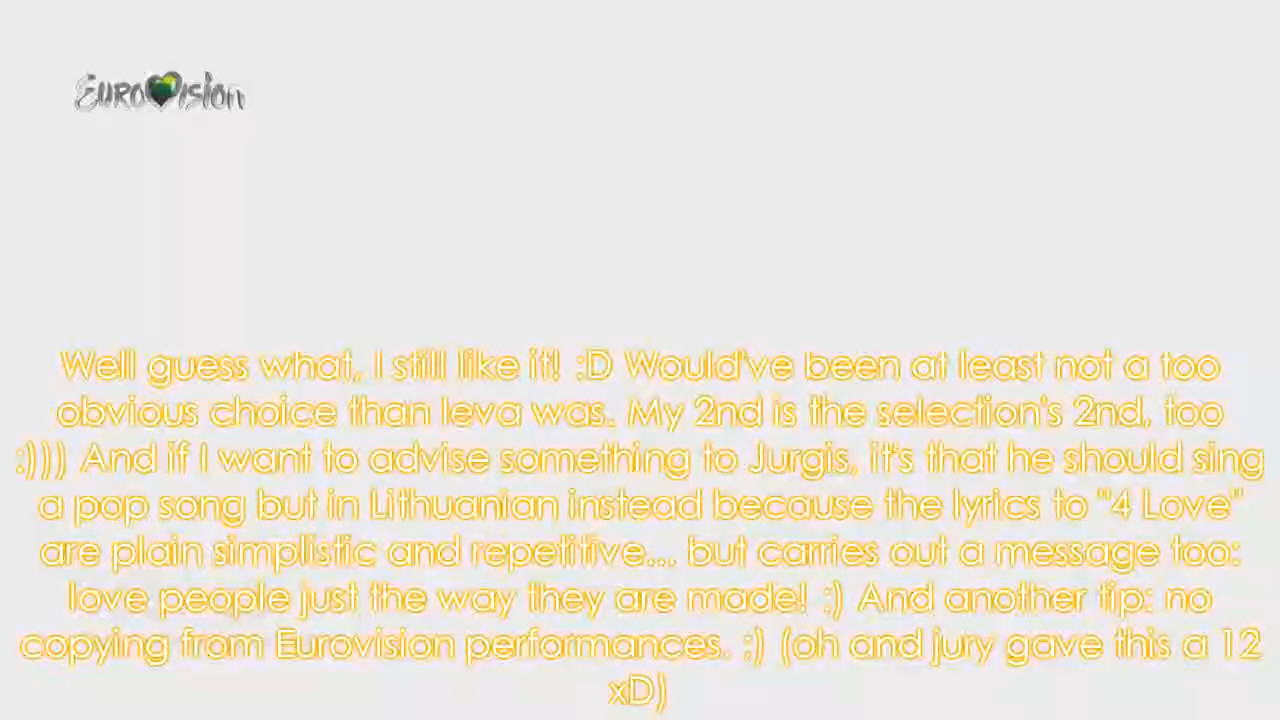 EUROVISION
Well guess what, I still like it! :D Would've been at least not a too
obvious choice than Ieva was. My 2nd is the selection's 2nd, too
:))) And if I want to advise something to Jurgis, it's that he should sing
a pop song but in Lithuanian instead because the lyrics to "4 Love"
are plain simplistic and repetitive... but carries out a message too:
love people just the way they are made! :) And another tip: no
copying from Eurovision performances. :) (oh and jury gave this a 12
xD)